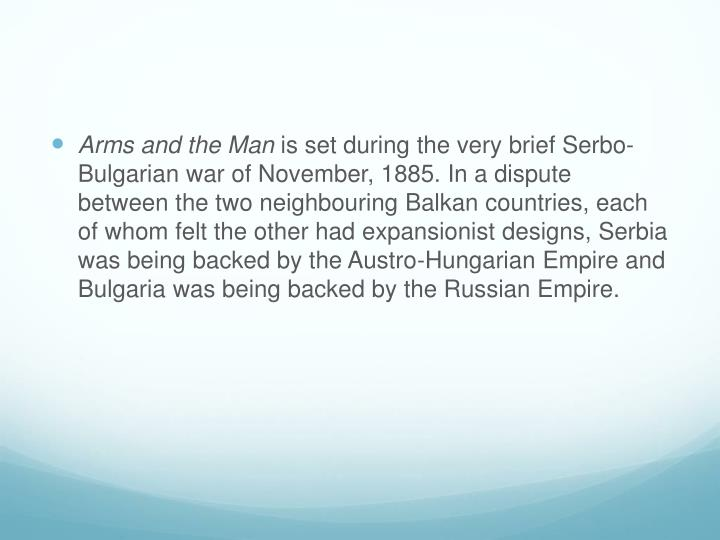 Arms and the Man is set during the very brief Serbo-
Bulgarian war of November, 1885. In a dispute
between the two neighbouring Balkan countries, each
of whom felt the other had expansionist designs, Serbia
was being backed by the Austro-Hungarian Empire and
Bulgaria was being backed by the Russian Empire.